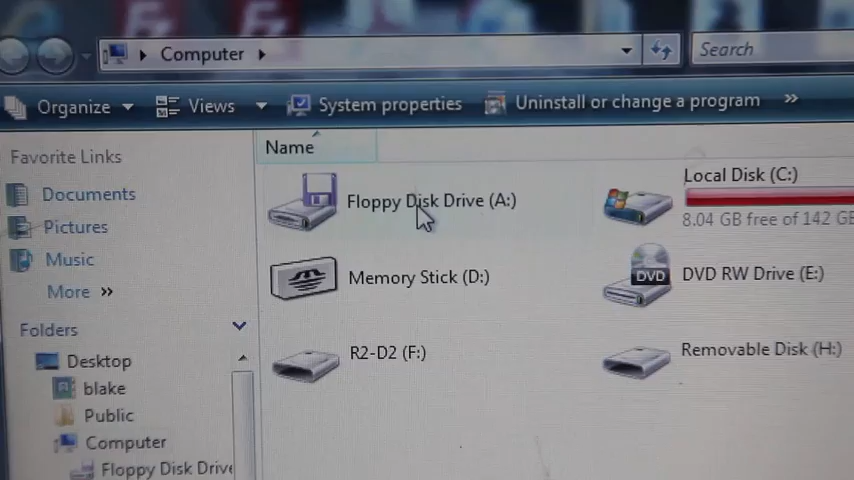 Computer
Search
Organize Views System properties Uninstall or change a program »
Favorite Links
Name
Documents
Pictures
Music
More »
Folders
Desktop
blake
Public
Computer
Floppy Disk Drive
Floppy Disk Drive (A:)
Local Disk (C:)
8.04 GB free of 142 GB
Memory Stick (D:)
DVD
DVD RW Drive (E:)
R2-D2 (F:)
Removable Disk (H:)